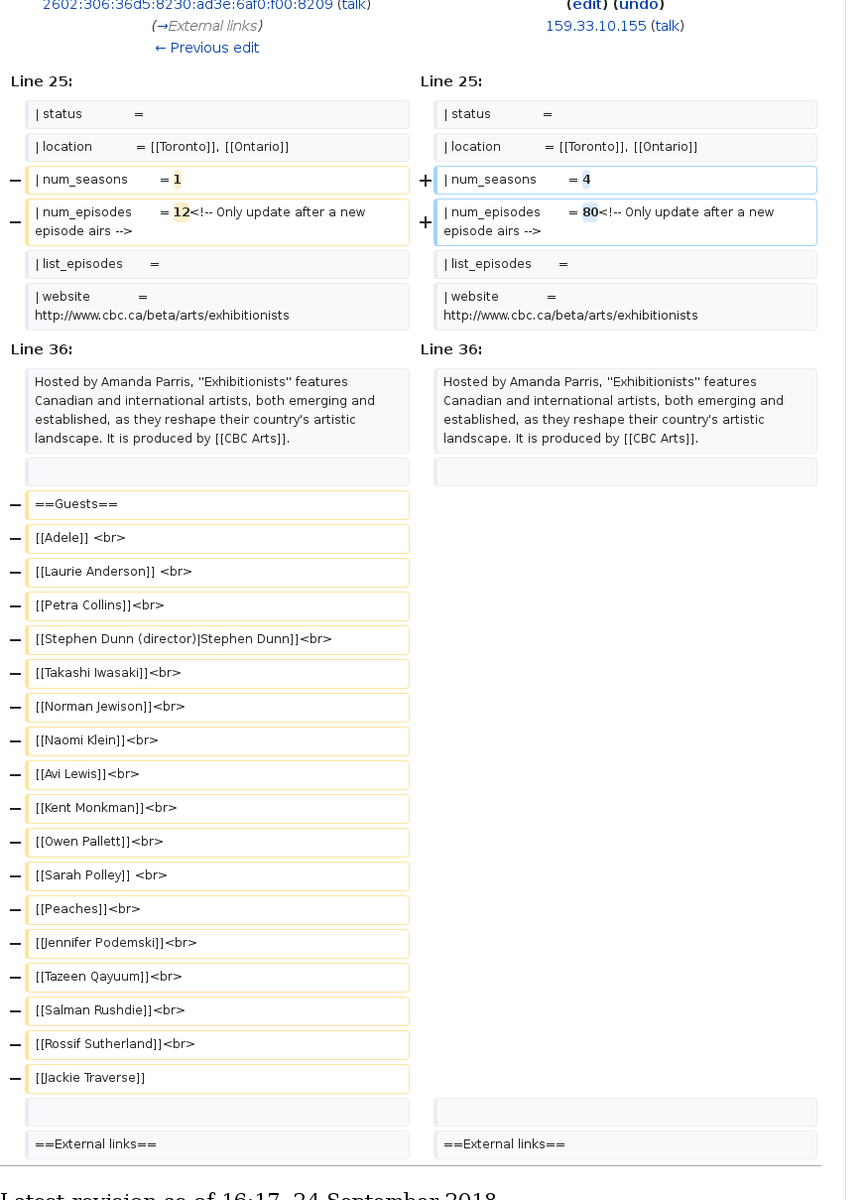 2602:306:36d5:8230:ad3e:6af0:f00:8209 (talk)
(→External links)
← Previous edit
(edit) (undo)
159.33.10.155 (talk)
Line 25:
Line 25:
| status =
| status =
| location = [[Toronto]], [[Ontario]]
| location = [[Toronto]], [[Ontario]]
− | num_seasons = 1
+ | num_seasons = 4
− | num_episodes = 12<!-- Only update after a new
episode airs -->
+ | num_episodes = 80<!-- Only update after a new
episode airs -->
| list_episodes =
| list_episodes =
| website =
http://www.cbc.ca/beta/arts/exhibitionists
| website =
http://www.cbc.ca/beta/arts/exhibitionists
Line 36:
Line 36:
Hosted by Amanda Parris, "Exhibitionists" features
Canadian and international artists, both emerging and
established, as they reshape their country's artistic
landscape. It is produced by [[CBC Arts]].
Hosted by Amanda Parris, "Exhibitionists" features
Canadian and international artists, both emerging and
established, as they reshape their country's artistic
landscape. It is produced by [[CBC Arts]].
− ==Guests==
− [[Adele]] <br>
− [[Laurie Anderson]] <br>
− [[Petra Collins]]<br>
− [[Stephen Dunn (director)|Stephen Dunn]]<br>
− [[Takashi Iwasaki]]<br>
− [[Norman Jewison]]<br>
− [[Naomi Klein]]<br>
− [[Avi Lewis]]<br>
− [[Kent Monkman]]<br>
− [[Owen Pallett]]<br>
− [[Sarah Polley]] <br>
− [[Peaches]]<br>
− [[Jennifer Podemski]]<br>
− [[Tazeen Qayuum]]<br>
− [[Salman Rushdie]]<br>
− [[Rossif Sutherland]]<br>
− [[Jackie Traverse]]
==External links==
==External links==
Latest revision as of 16:17, 24 September 2018